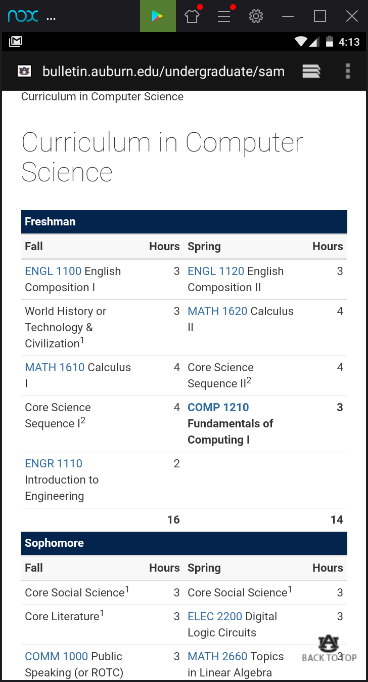 nox ...
4:13
bulletin.auburn.edu/undergraduate/sam
Curriculum in Computer Science
Curriculum in Computer
Science
Freshman
Fall Hours Spring Hours
ENGL 1100 English 3 ENGL 1120 English 3
Composition I Composition II
World History or 3 MATH 1620 Calculus 4
Technology & II
Civilization1
MATH 1610 Calculus 4 Core Science 4
I Sequence II2
Core Science 4 COMP 1210 3
Sequence I2 Fundamentals of
Computing I
ENGR 1110 2
Introduction to
Engineering
16 14
Sophomore
Fall Hours Spring Hours
Core Social Science1 3 Core Social Science1 3
Core Literature1 3 ELEC 2200 Digital 3
Logic Circuits
COMM 1000 Public 3 MATH 2660 Topics 3
Speaking (or ROTC) in Linear Algebra
BACK TO TOP